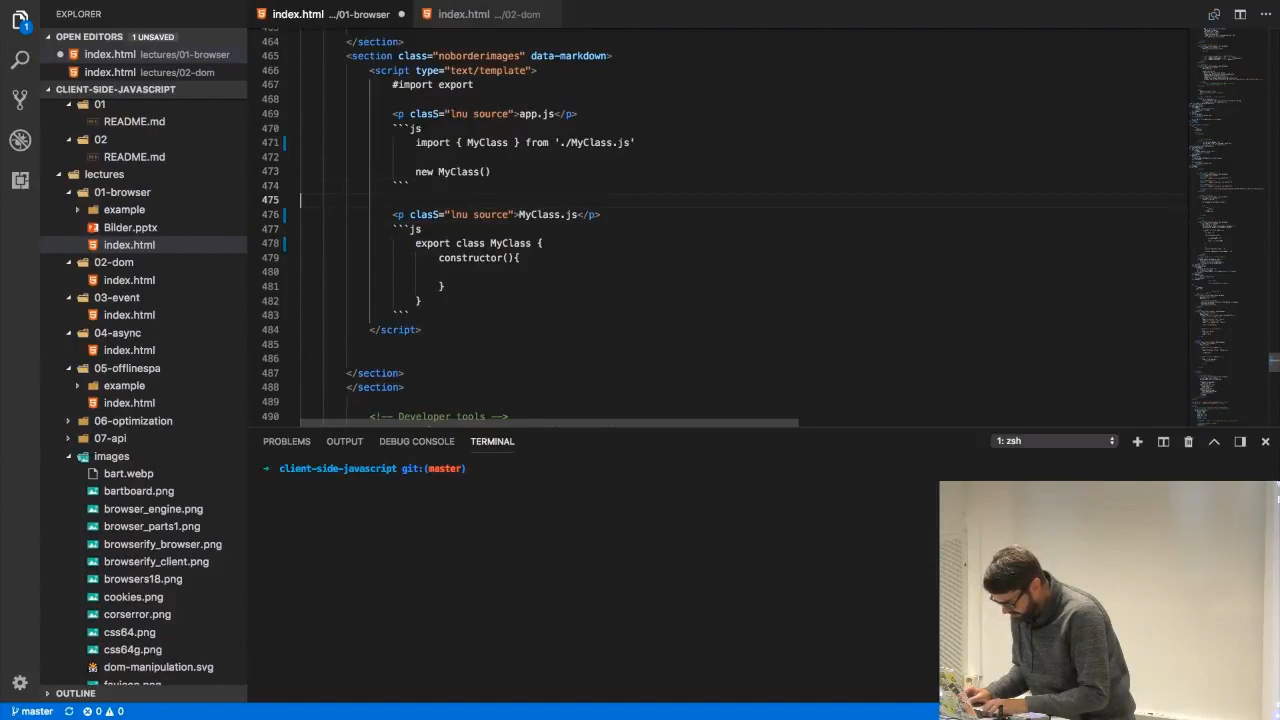 EXPLORER
index.html .../01-browser
index.html .../02-dom
OPEN EDITORS 1 UNSAVED
index.html lectures/01-browser
index.html lectures/02-dom
CLIENT-SIDE-JAVASCRIPT
01
README.md
02
README.md
lectures
01-browser
example
Bilder.pptx
index.html
02-dom
index.html
03-event
index.html
04-async
index.html
05-offlinespa
example
index.html
06-optimization
07-api
images
bart.webp
bartboard.png
browser_engine.png
browser_parts1.png
browserify_browser.png
browserify_client.png
browsers18.png
cookies.png
corserror.png
css64.png
css64g.png
dom-manipulation.svg
OUTLINE
464 </section>
465 <section class="noborderimages" data-markdown>
466 <script type="text/template">
467 #import export
468
469 <p clasS="lnu source">app.js</p>
470 ```js
471 import { MyClass } from './MyClass.js'
472
473 new MyClass()
474 ```
475
476 <p clasS="lnu source">MyClass.js</p>
477 ```js
478 export class MyClass {
479 constructor(){
480
481 }
482 }
483 ```
484 </script>
485
486
487 </section>
488 </section>
489
490 <!-- Developer tools -->
PROBLEMS OUTPUT DEBUG CONSOLE TERMINAL
1: zsh
→ client-side-javascript git:(master)
master 0 0
1